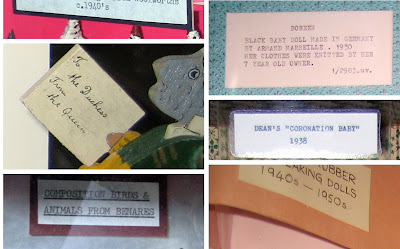 c.1940's
To
the Duchess
From
the Queen
COMPOSITION BIRDS &
ANIMALS FROM BENARES
DOREEN
BLACK BABY DOLL MADE IN GERMANY
BY ARMAND MARSEILLE . 1930
HER CLOTHES WERE KNITTED BY HER
7 YEAR OLD OWNER.
DEAN'S "CORONATION BABY"
1938
RUBBER
DOLLS
1940s — 1950s.